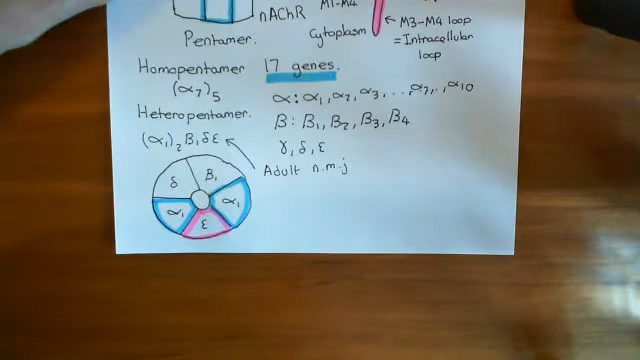 nAChR
M1-M4
Pentamer.
Cytoplasm
M3-M4 loop
= Intracellular
loop
Homopentamer
(α₇)₅
Heteropentamer.
(α₁)₂ β₁ δ ε
17 genes.
α: α₁, α₂, α₃, ..., α₇, .., α₁₀
β: β₁, β₂, β₃, β₄
γ, δ, ε
Adult n.m.j
δ β₁
α₁ α₁
ε